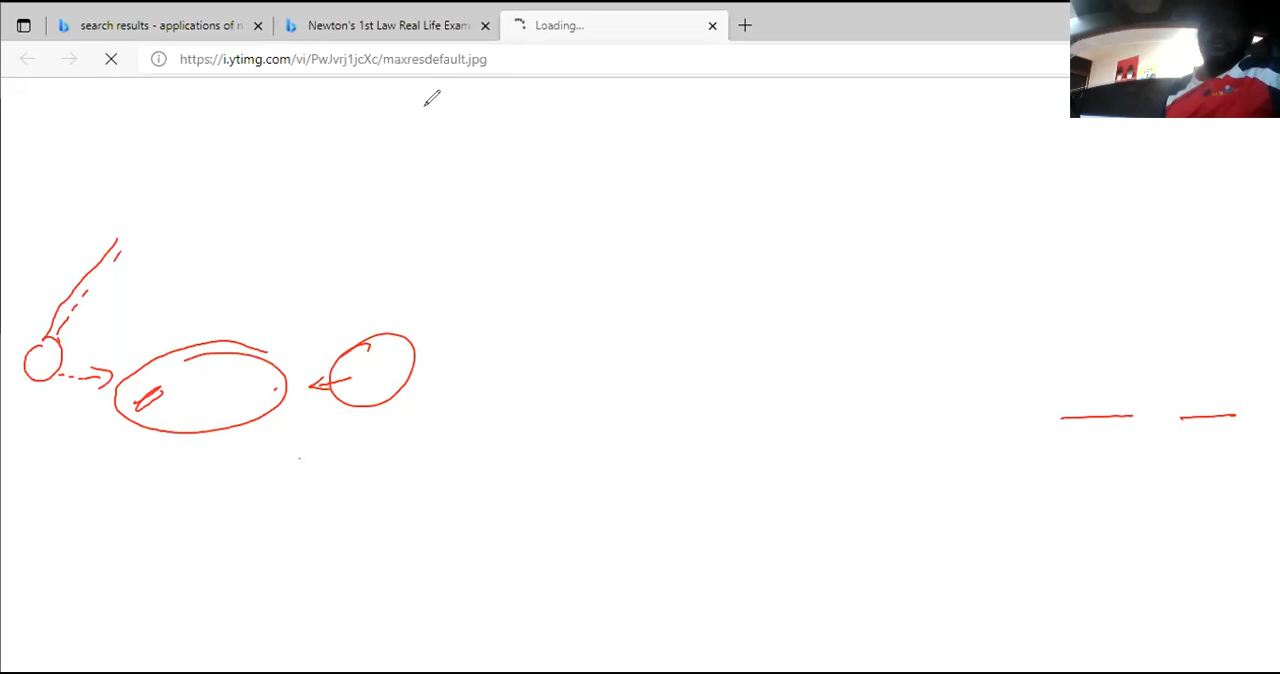 search results - applications of n
Newton's 1st Law Real Life Exam
Loading...
https://i.ytimg.com/vi/PwJvrj1jcXc/maxresdefault.jpg